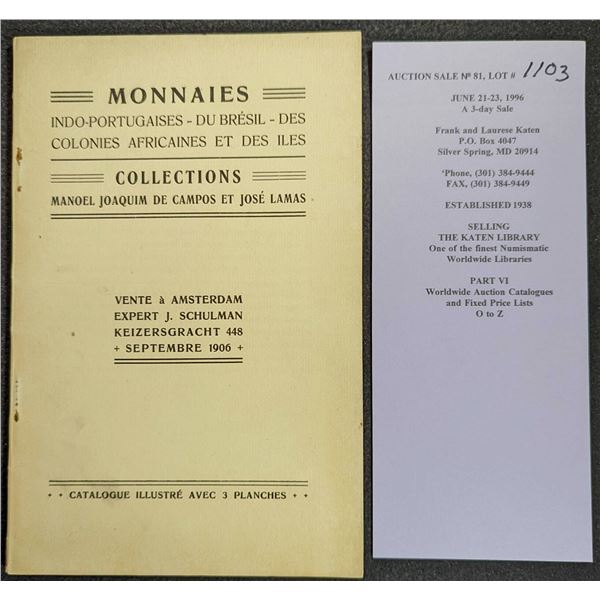 MONNAIES
INDO-PORTUGAISES - DU BRÉSIL - DES
COLONIES AFRICAINES ET DES ILES
COLLECTIONS
MANOEL JOAQUIM DE CAMPOS ET JOSÉ LAMAS
VENTE à AMSTERDAM
EXPERT J. SCHULMAN
KEIZERSGRACHT 448
+ SEPTEMBRE 1906 +
+ + CATALOGUE ILLUSTRÉ AVEC 3 PLANCHES + +
AUCTION SALE Nº 81, LOT # 1103
JUNE 21-23, 1996
A 3-day Sale
Frank and Laurese Katen
P.O. Box 4047
Silver Spring, MD 20914
'Phone, (301) 384-9444
FAX, (301) 384-9449
ESTABLISHED 1938
SELLING
THE KATEN LIBRARY
One of the finest Numismatic
Worldwide Libraries
PART VI
Worldwide Auction Catalogues
and Fixed Price Lists
O to Z